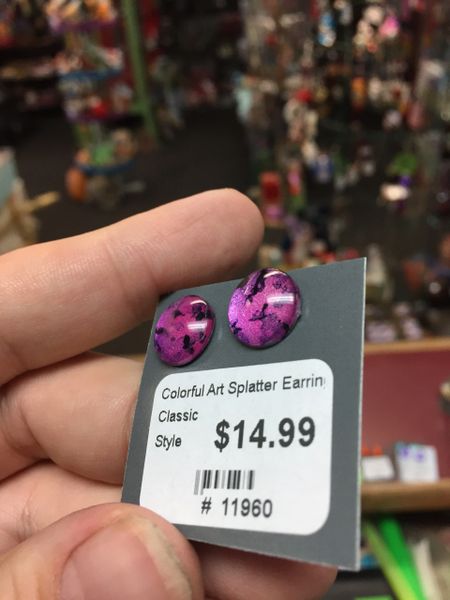 Colorful Art Splatter Earrin
Classic
Style $14.99
# 11960